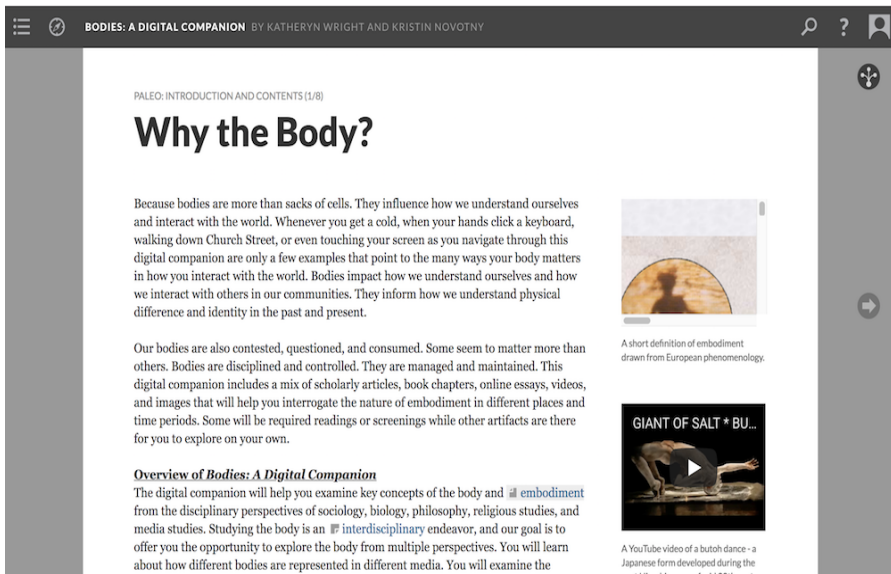 BODIES: A DIGITAL COMPANION BY KATHERYN WRIGHT AND KRISTIN NOVOTNY
PALEO: INTRODUCTION AND CONTENTS (1/8)
Why the Body?
Because bodies are more than sacks of cells. They influence how we understand ourselves
and interact with the world. Whenever you get a cold, when your hands click a keyboard,
walking down Church Street, or even touching your screen as you navigate through this
digital companion are only a few examples that point to the many ways your body matters
in how you interact with the world. Bodies impact how we understand ourselves and how
we interact with others in our communities. They inform how we understand physical
difference and identity in the past and present.
Our bodies are also contested, questioned, and consumed. Some seem to matter more than
others. Bodies are disciplined and controlled. They are managed and maintained. This
digital companion includes a mix of scholarly articles, book chapters, online essays, videos,
and images that will help you interrogate the nature of embodiment in different places and
time periods. Some will be required readings or screenings while other artifacts are there
for you to explore on your own.
Overview of Bodies: A Digital Companion
The digital companion will help you examine key concepts of the body and embodiment
from the disciplinary perspectives of sociology, biology, philosophy, religious studies, and
media studies. Studying the body is an interdisciplinary endeavor, and our goal is to
offer you the opportunity to explore the body from multiple perspectives. You will learn
about how different bodies are represented in different media. You will examine the
A short definition of embodiment
drawn from European phenomenology.
GIANT OF SALT * BU...
A YouTube video of a butoh dance - a
Japanese form developed during the